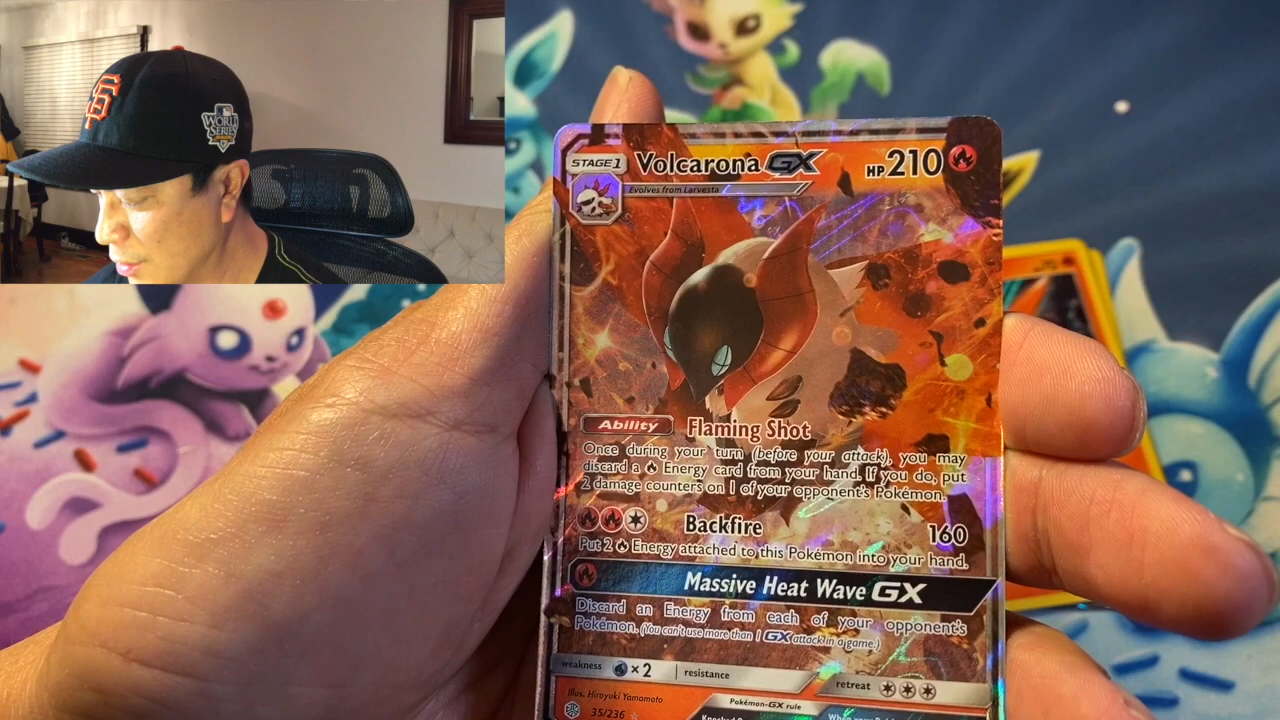 SF
WORLD
SERIES
STAGE 1 Volcarona GX HP 210
Evolves from Larvesta
Ability Flaming Shot
Once during your turn (before your attack), you may
discard a Energy card from your hand. If you do, put
2 damage counters on 1 of your opponent's Pokémon.
Backfire 160
Put 2 Energy attached to this Pokémon into your hand.
Massive Heat Wave GX
Discard an Energy from each of your opponent's
Pokémon. (You can't use more than 1 GX attack in a game.)
weakness ×2 resistance retreat
Illus. Hiroyuki Yamamoto
35/236
Pokémon-GX rule
When your